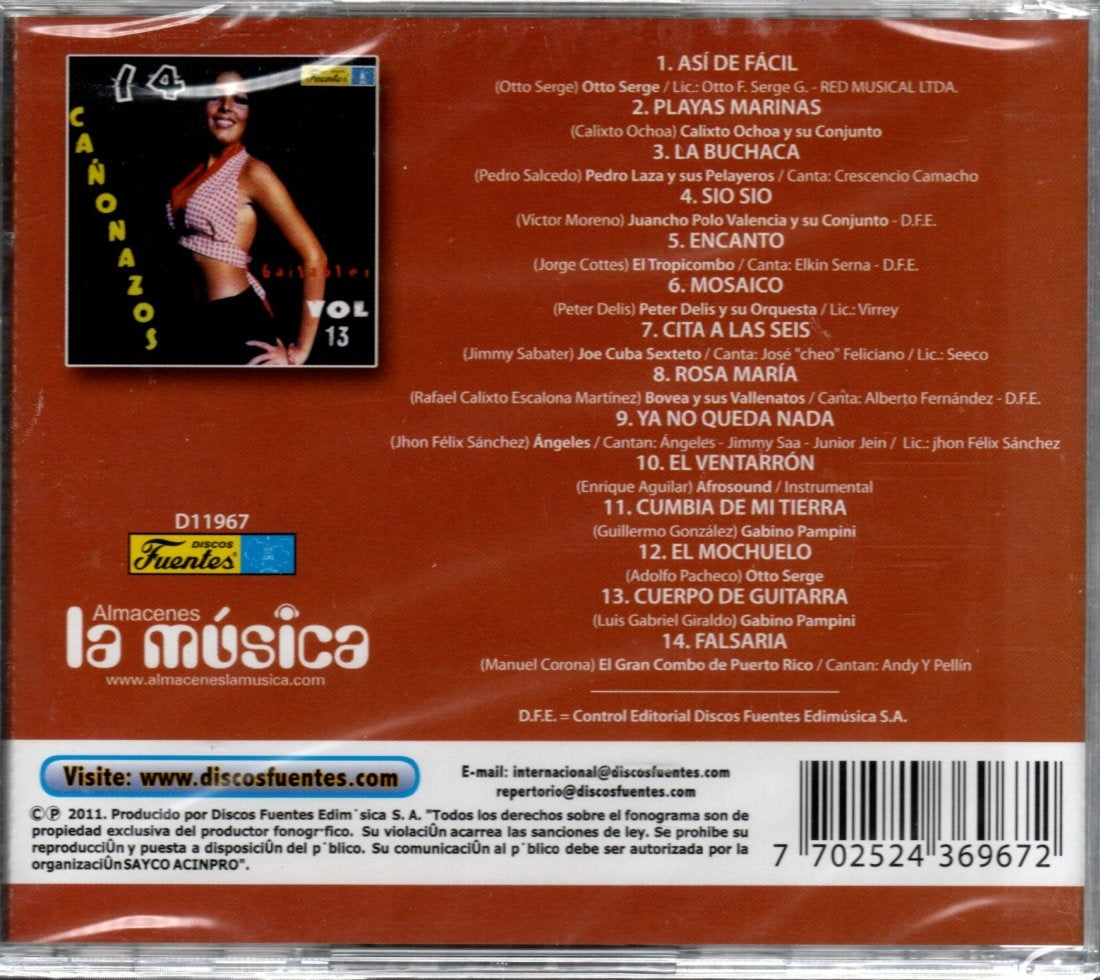 14
CAÑONAZOS
bailables
VOL
13
Fuentes
1. ASÍ DE FÁCIL
(Otto Serge) Otto Serge / Lic.: Otto F. Serge G. - RED MUSICAL LTDA.
2. PLAYAS MARINAS
(Calixto Ochoa) Calixto Ochoa y su Conjunto
3. LA BUCHACA
(Pedro Salcedo) Pedro Laza y sus Pelayeros / Canta: Crescencio Camacho
4. SIO SIO
(Victor Moreno) Juancho Polo Valencia y su Conjunto - D.F.E.
5. ENCANTO
(Jorge Cottes) El Tropicombo / Canta: Elkin Serna - D.F.E.
6. MOSAICO
(Peter Delis) Peter Delis y su Orquesta / Lic.: Virrey
7. CITA A LAS SEIS
(Jimmy Sabater) Joe Cuba Sexteto / Canta: José "cheo" Feliciano / Lic.: Seeco
8. ROSA MARÍA
(Rafael Calixto Escalona Martínez) Bovea y sus Vallenatos / Canta: Alberto Fernández - D.F.E.
9. YA NO QUEDA NADA
(Jhon Félix Sánchez) Ángeles / Cantan: Ángeles - Jimmy Saa - Junior Jein / Lic.: jhon Félix Sánchez
10. EL VENTARRÓN
(Enrique Aguilar) Afrosound / Instrumental
11. CUMBIA DE MI TIERRA
(Guillermo González) Gabino Pampini
12. EL MOCHUELO
(Adolfo Pacheco) Otto Serge
13. CUERPO DE GUITARRA
(Luis Gabriel Giraldo) Gabino Pampini
14. FALSARIA
(Manuel Corona) El Gran Combo de Puerto Rico / Cantan: Andy Y Pellín
D.F.E. = Control Editorial Discos Fuentes Edimúsica S.A.
D11967
DISCOS
Fuentes
Almacenes
la música
www.almaceneslamusica.com
Visite: www.discosfuentes.com
E-mail: internacional@discosfuentes.com
repertorio@discosfuentes.com
©℗ 2011. Producido por Discos Fuentes Edim˙sica S. A. "Todos los derechos sobre el fonograma son de
propiedad exclusiva del productor fonogr·fico. Su violaciÛn acarrea las sanciones de ley. Se prohibe su
reproducciÛn y puesta a disposiciÛn del p˙blico. Su comunicaciÛn al p˙blico debe ser autorizada por la
organizaciÛn SAYCO ACINPRO".
7 702524 369672